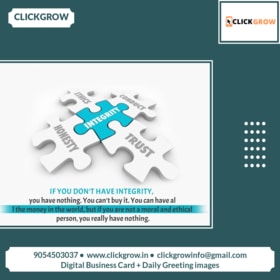 CLICKGROW
CLICKGROW
ETHICS
CONDUCT
INTEGRITY
HONESTY
TRUST
IF YOU DON'T HAVE INTEGRITY,
you have nothing. You can't buy it. You can have al
l the money in the world, but if you are not a moral and ethical
person, you really have nothing.
9054503037 • www.clickgrow.in • clickgrowinfo@gmail.com
Digital Business Card + Daily Greeting images